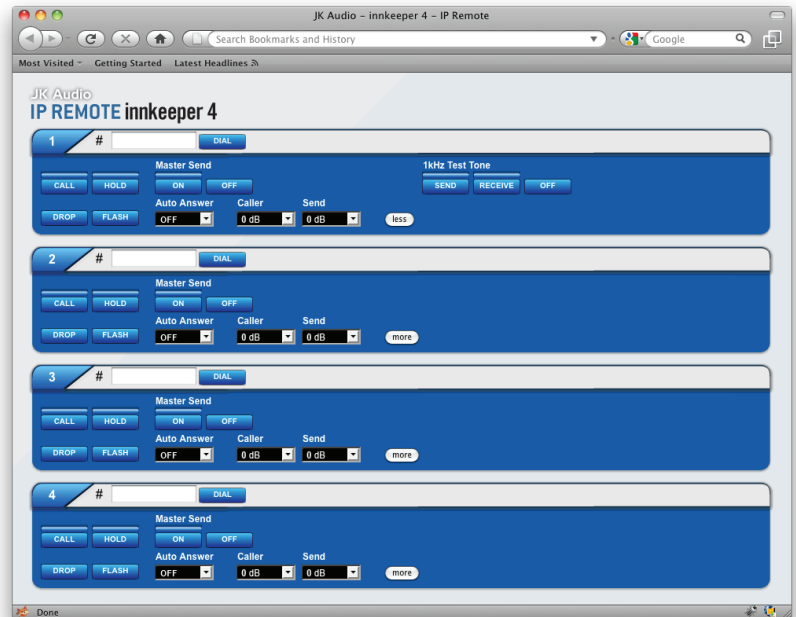 JK Audio – innkeeper 4 – IP Remote
Search Bookmarks and History
Google
Most Visited Getting Started Latest Headlines
JK Audio
IP REMOTE innkeeper 4
1 # DIAL
Master Send 1kHz Test Tone
CALL HOLD ON OFF SEND RECEIVE OFF
Auto Answer Caller Send
DROP FLASH OFF 0 dB 0 dB less
2 # DIAL
Master Send
CALL HOLD ON OFF
Auto Answer Caller Send
DROP FLASH OFF 0 dB 0 dB more
3 # DIAL
Master Send
CALL HOLD ON OFF
Auto Answer Caller Send
DROP FLASH OFF 0 dB 0 dB more
4 # DIAL
Master Send
CALL HOLD ON OFF
Auto Answer Caller Send
DROP FLASH OFF 0 dB 0 dB more
Done